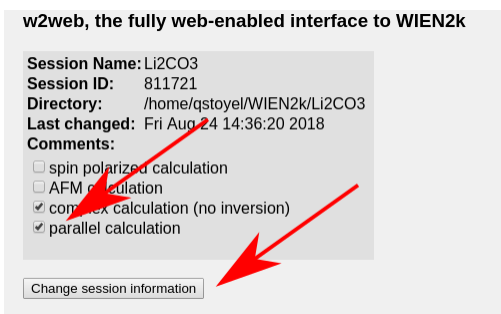 w2web, the fully web-enabled interface to WIEN2k
Session Name: Li2CO3
Session ID: 811721
Directory: /home/qstoyel/WIEN2k/Li2CO3
Last changed: Fri Aug 24 14:36:20 2018
Comments:
spin polarized calculation
AFM calculation
complex calculation (no inversion)
parallel calculation
Change session information